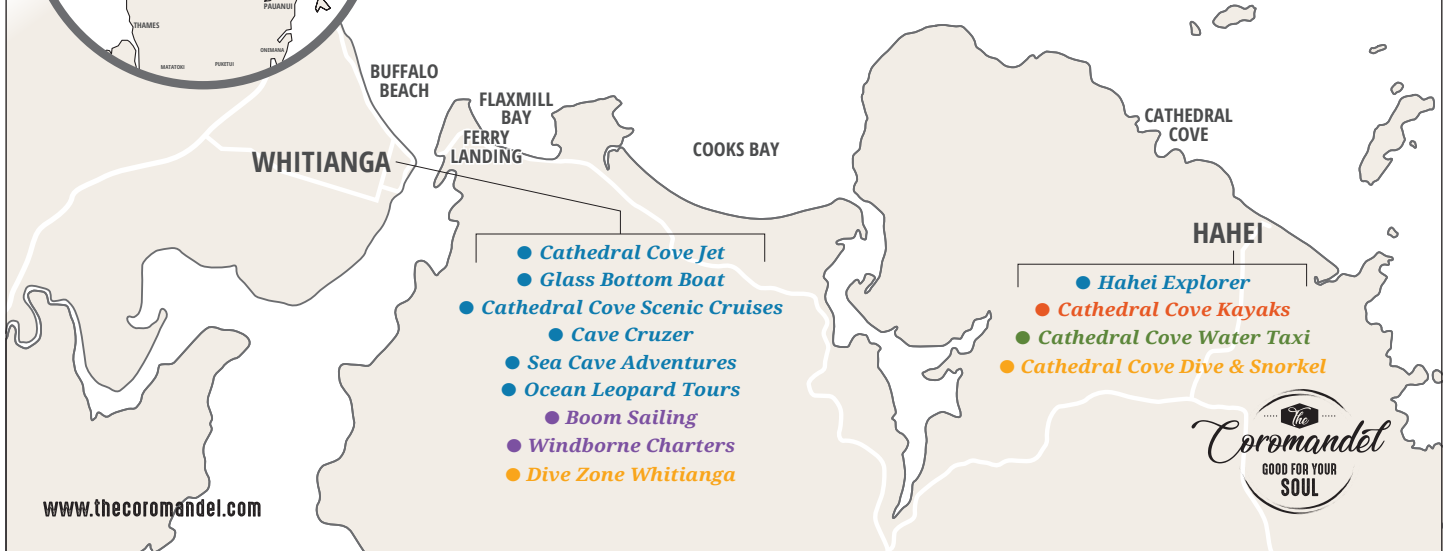 PAUANUI
THAMES
ONEMANA
MATATOKI
PUKETUI
BUFFALO
BEACH
FLAXMILL
BAY
FERRY
LANDING
WHITIANGA
COOKS BAY
CATHEDRAL
COVE
HAHEI
Cathedral Cove Jet
Glass Bottom Boat
Cathedral Cove Scenic Cruises
Cave Cruzer
Sea Cave Adventures
Ocean Leopard Tours
Boom Sailing
Windborne Charters
Dive Zone Whitianga
Hahei Explorer
Cathedral Cove Kayaks
Cathedral Cove Water Taxi
Cathedral Cove Dive & Snorkel
The
Coromandel
GOOD FOR YOUR
SOUL
www.thecoromandel.com